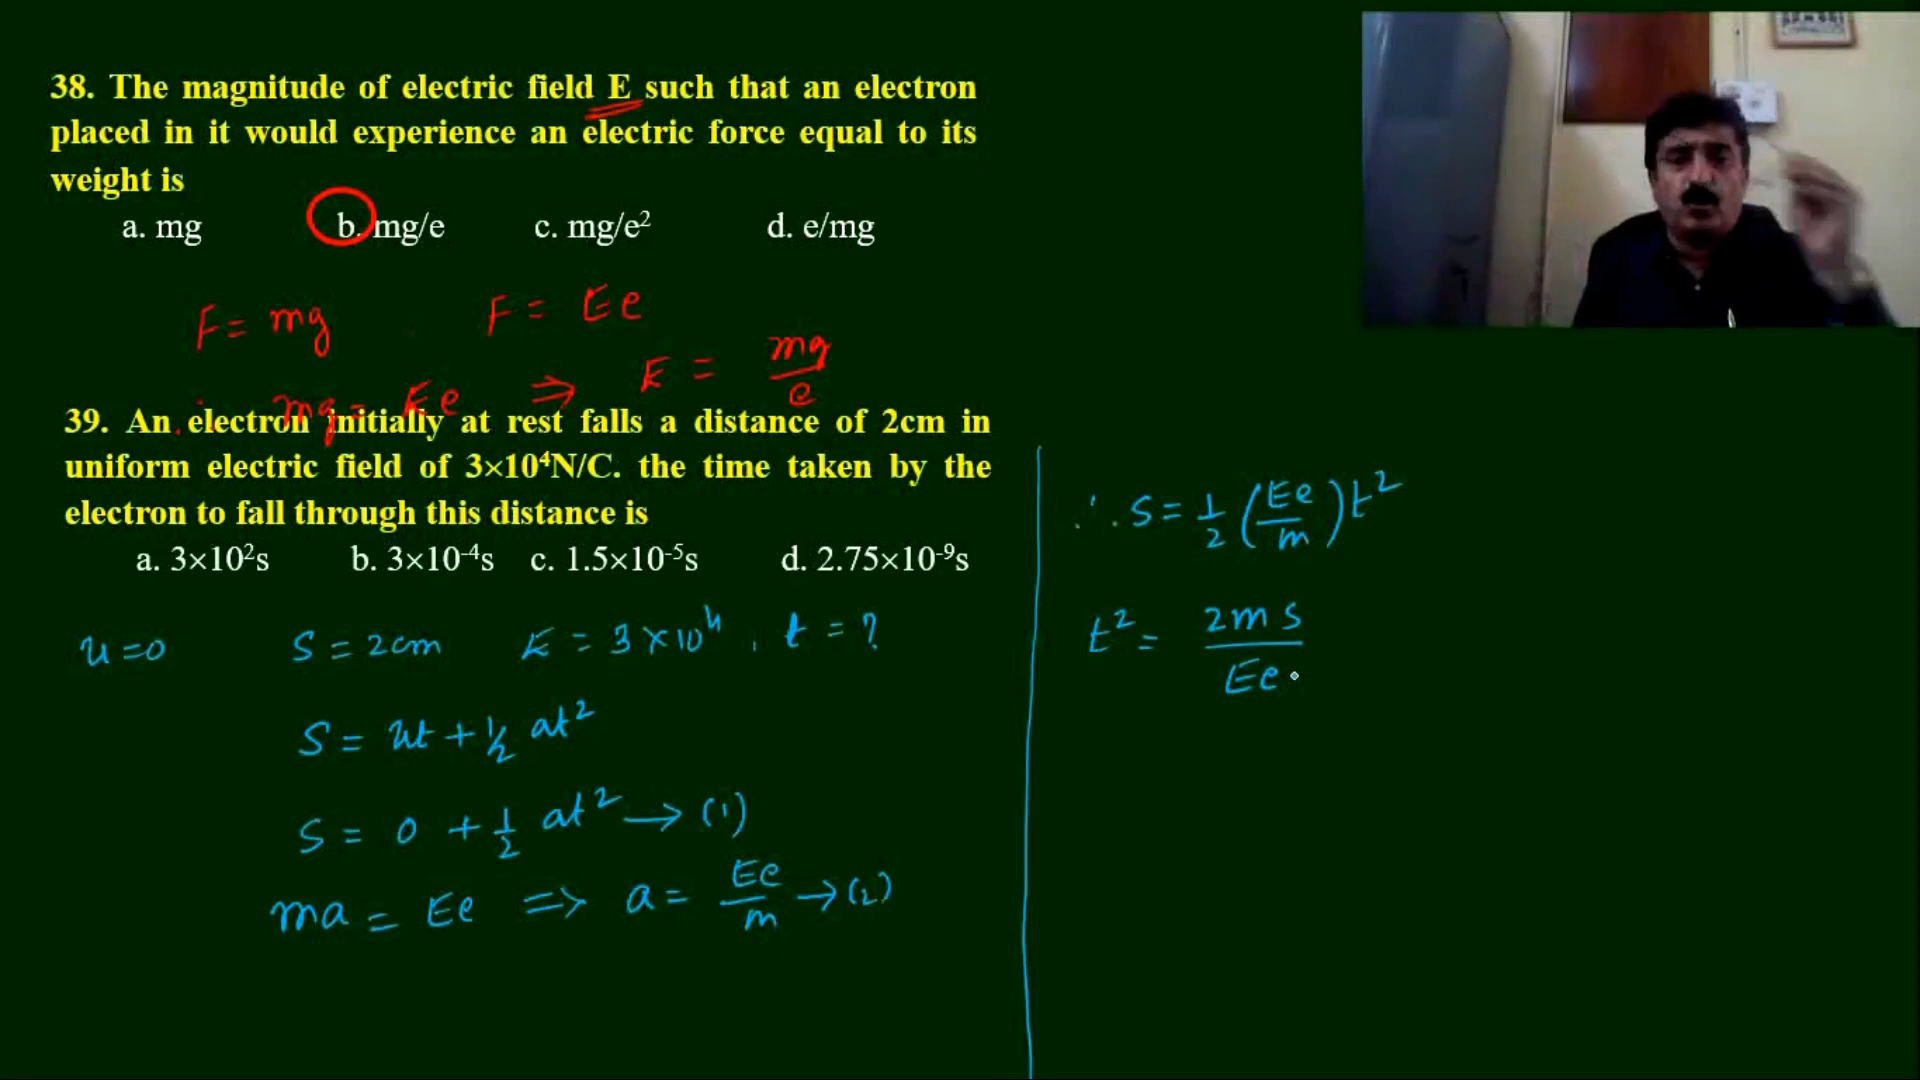 38. The magnitude of electric field E such that an electron
placed in it would experience an electric force equal to its
weight is
a. mg b. mg/e c. mg/e² d. e/mg
F = mg F = Ee
mg = Ee ⇒ E = mg/e
39. An electron initially at rest falls a distance of 2cm in
uniform electric field of 3×10⁴N/C. the time taken by the
electron to fall through this distance is
a. 3×10²s b. 3×10⁻⁴s c. 1.5×10⁻⁵s d. 2.75×10⁻⁹s
u=0 S = 2cm E = 3×10⁴, t = ?
S = ut + ½ at²
S = 0 + ½ at² → (1)
ma = Ee ⇒ a = Ee/m → (2)
∴ S = ½ (Ee/m) t²
t² = 2mS/Ee